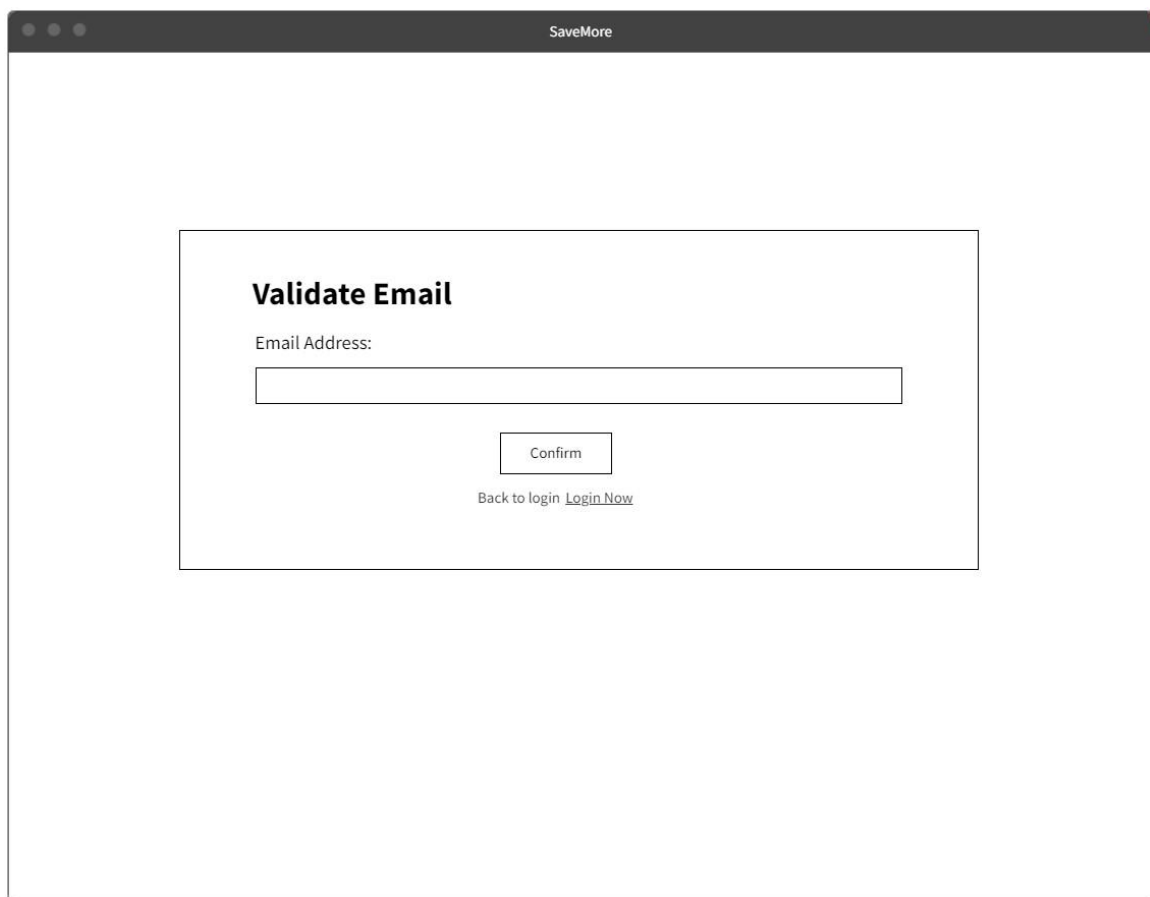 SaveMore
Validate Email
Email Address:
Confirm
Back to login Login Now